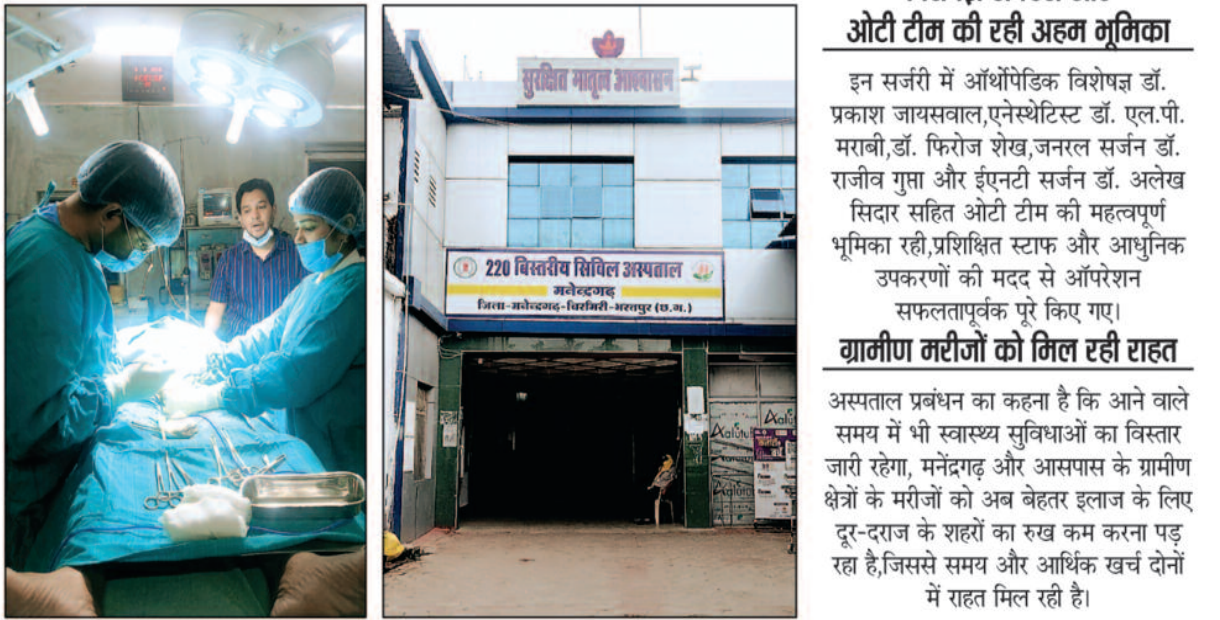 सुरक्षित मातृत्व आश्वासन
220 बिस्तरीय सिविल अस्पताल
मनेन्द्रगढ़
जिला-मनेन्द्रगढ़-चिरमिरी-भरतपुर (छ.ग.)
Aalutuf
ओटी टीम की रही अहम भूमिका
इन सर्जरी में ऑर्थोपेडिक विशेषज्ञ डॉ.
प्रकाश जायसवाल,एनेस्थेटिस्ट डॉ. एल.पी.
मराबी,डॉ. फिरोज शेख,जनरल सर्जन डॉ.
राजीव गुप्ता और ईएनटी सर्जन डॉ. अलेख
सिदार सहित ओटी टीम की महत्वपूर्ण
भूमिका रही,प्रशिक्षित स्टाफ और आधुनिक
उपकरणों की मदद से ऑपरेशन
सफलतापूर्वक पूरे किए गए।
ग्रामीण मरीजों को मिल रही राहत
अस्पताल प्रबंधन का कहना है कि आने वाले
समय में भी स्वास्थ्य सुविधाओं का विस्तार
जारी रहेगा, मनेंद्रगढ़ और आसपास के ग्रामीण
क्षेत्रों के मरीजों को अब बेहतर इलाज के लिए
दूर-दराज के शहरों का रुख कम करना पड़
रहा है,जिससे समय और आर्थिक खर्च दोनों
में राहत मिल रही है।